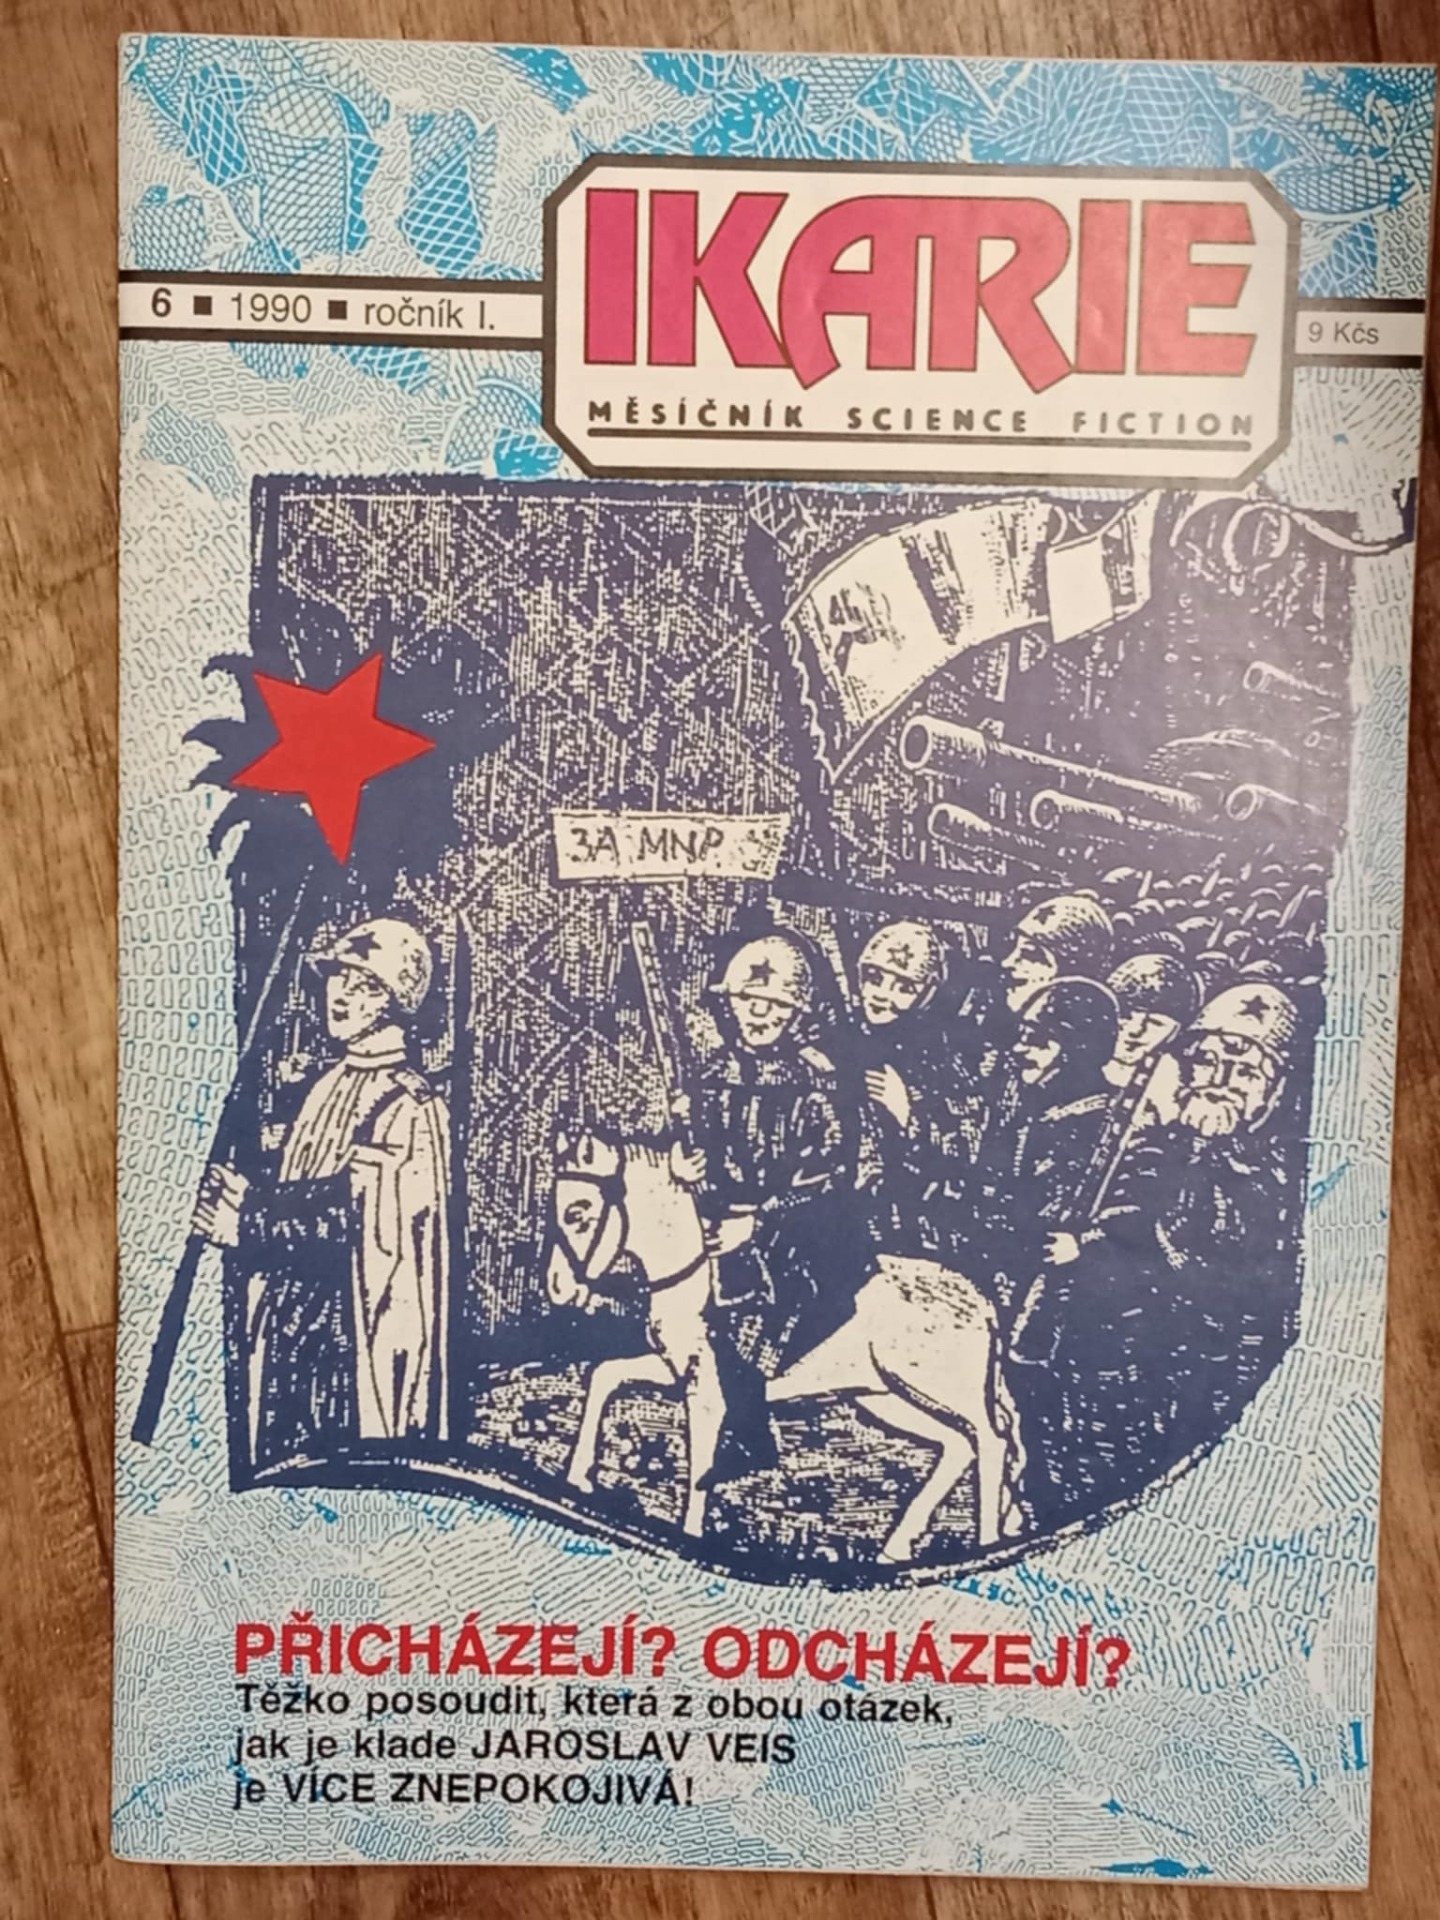 IKARIE
6 ■ 1990 ■ ročník I.
9 Kčs
MĚSÍČNÍK SCIENCE FICTION
ЗА МNР
PŘICHÁZEJÍ? ODCHÁZEJÍ?
Těžko posoudit, která z obou otázek,
jak je klade JAROSLAV VEIS
je VÍCE ZNEPOKOJIVÁ!